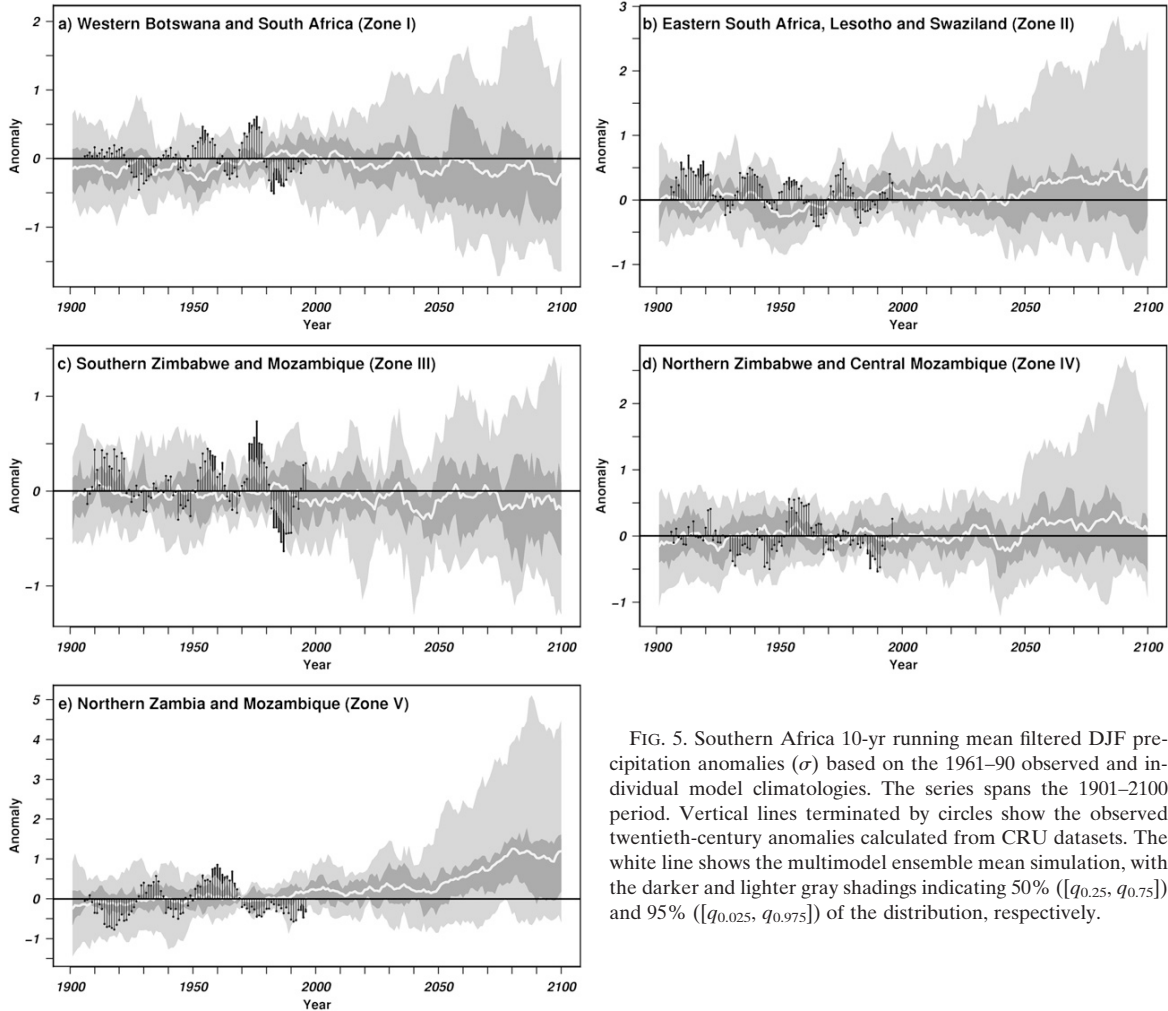 a) Western Botswana and South Africa (Zone I)
2
1
0
−1
Anomaly
1900 1950 2000 2050 2100
Year
b) Eastern South Africa, Lesotho and Swaziland (Zone II)
3
2
1
0
−1
Anomaly
1900 1950 2000 2050 2100
Year
c) Southern Zimbabwe and Mozambique (Zone III)
1
0
−1
Anomaly
1900 1950 2000 2050 2100
Year
d) Northern Zimbabwe and Central Mozambique (Zone IV)
2
1
0
−1
Anomaly
1900 1950 2000 2050 2100
Year
e) Northern Zambia and Mozambique (Zone V)
5
4
3
2
1
0
−1
Anomaly
1900 1950 2000 2050 2100
Year
FIG. 5. Southern Africa 10-yr running mean filtered DJF pre-
cipitation anomalies (σ) based on the 1961–90 observed and in-
dividual model climatologies. The series spans the 1901–2100
period. Vertical lines terminated by circles show the observed
twentieth-century anomalies calculated from CRU datasets. The
white line shows the multimodel ensemble mean simulation, with
the darker and lighter gray shadings indicating 50% ([q0.25, q0.75])
and 95% ([q0.025, q0.975]) of the distribution, respectively.